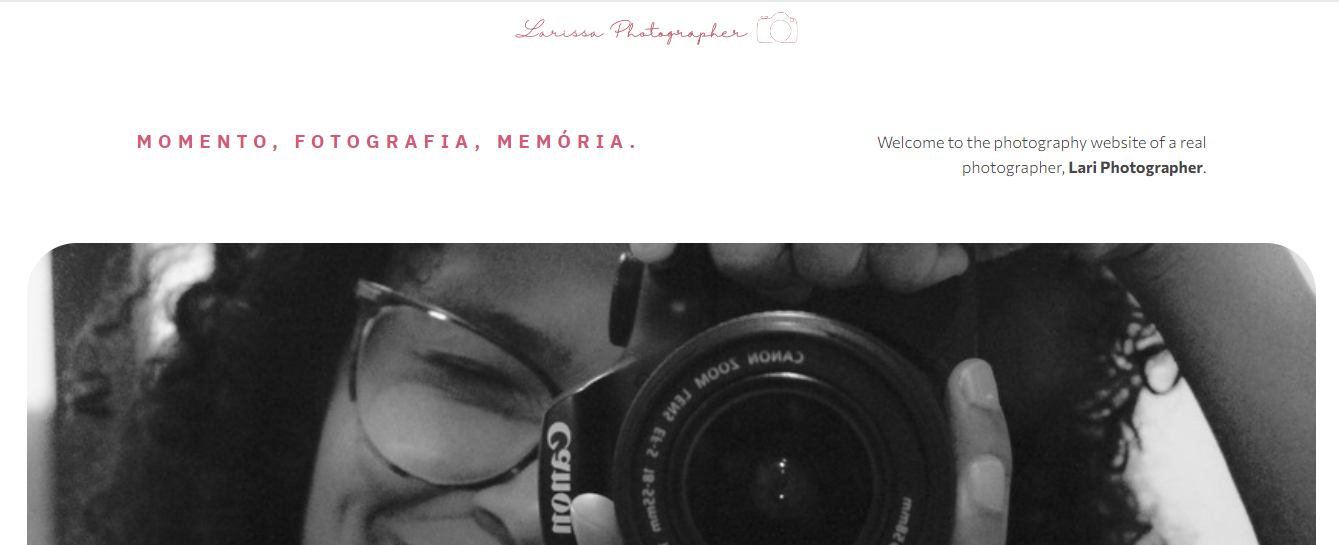 Larissa Photographer
MOMENTO, FOTOGRAFIA, MEMÓRIA.
Welcome to the photography website of a real
photographer, Lari Photographer.
CANON ZOOM LENS EF-S 18-55mm
Canon